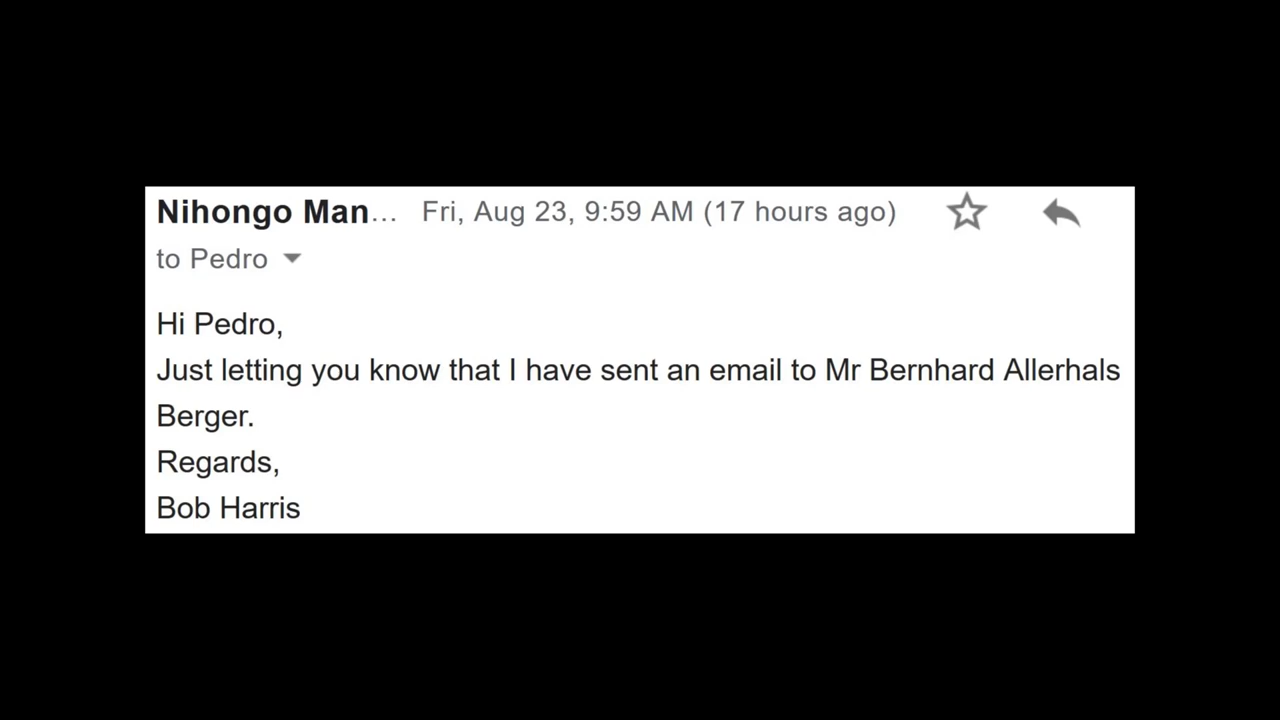 Nihongo Man... Fri, Aug 23, 9:59 AM (17 hours ago)
to Pedro
Hi Pedro,
Just letting you know that I have sent an email to Mr Bernhard Allerhals
Berger.
Regards,
Bob Harris